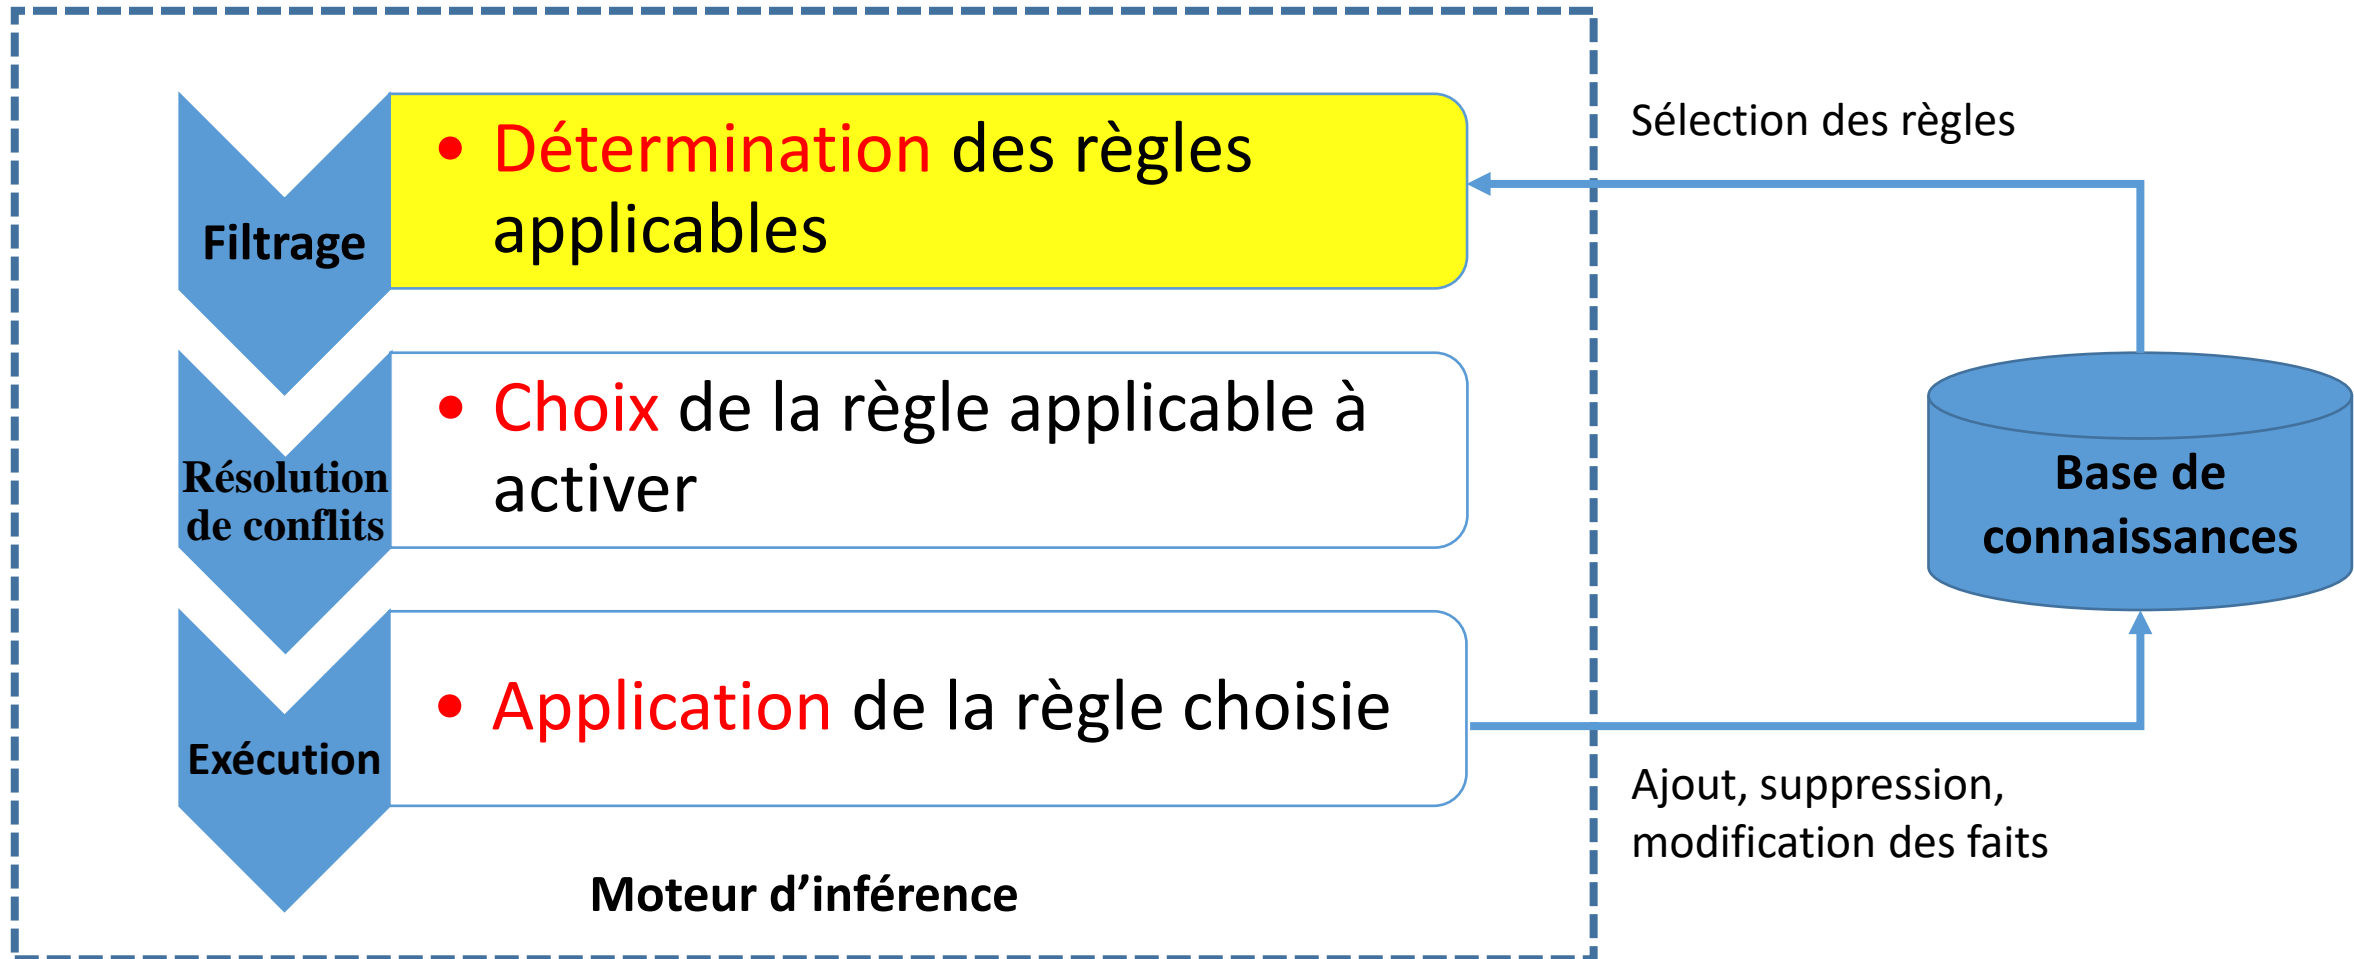 Sélection des règles
• Détermination des règles
applicables
Filtrage
• Choix de la règle applicable à
activer
Résolution
de conflits
Base de
connaissances
• Application de la règle choisie
Exécution
Ajout, suppression,
modification des faits
Moteur d’inférence